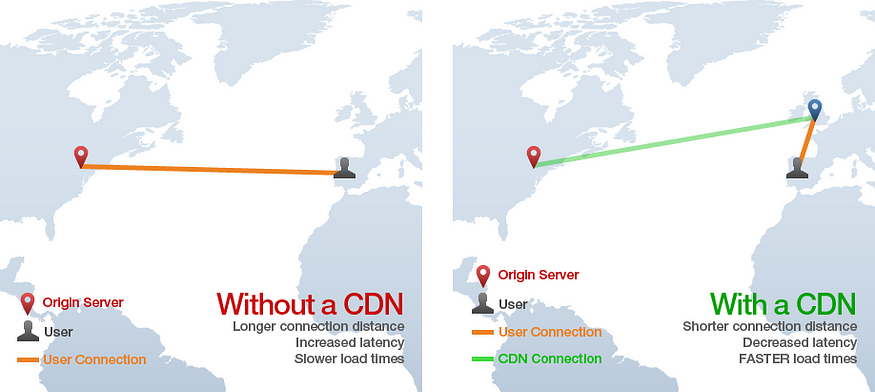 Origin Server
User
User Connection
Without a CDN
Longer connection distance
Increased latency
Slower load times
Origin Server
User
User Connection
CDN Connection
With a CDN
Shorter connection distance
Decreased latency
FASTER load times